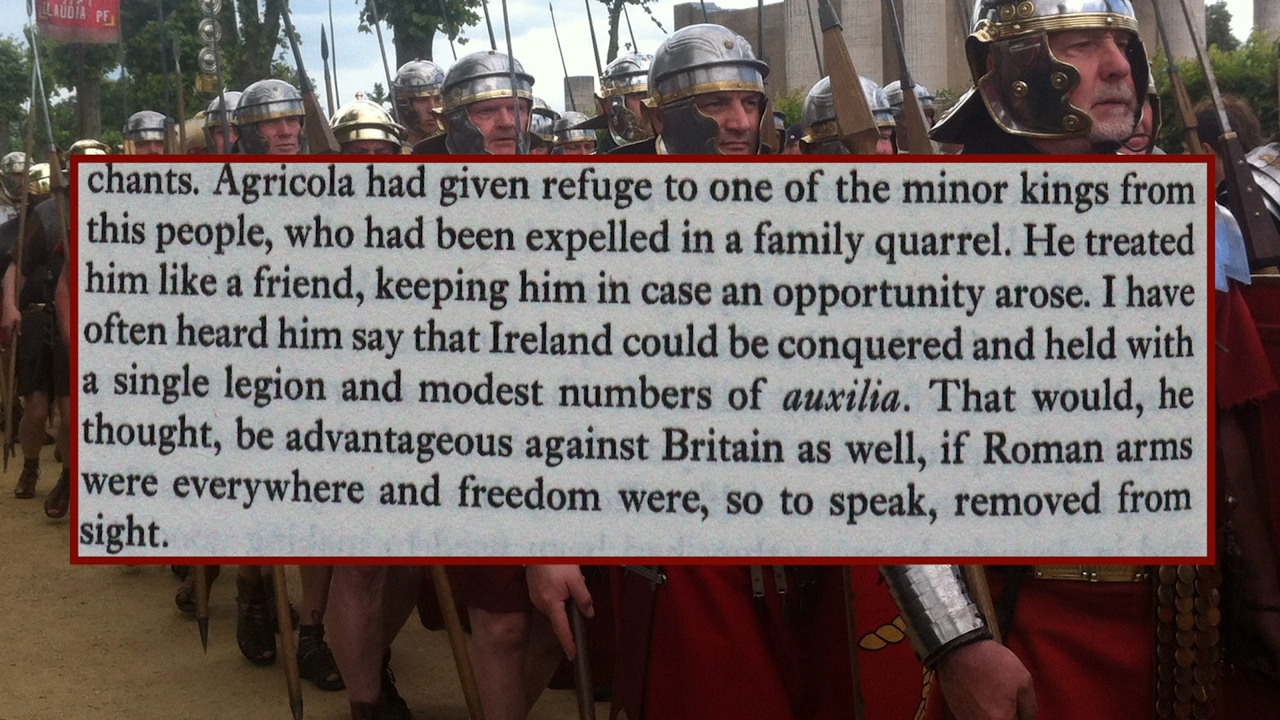 LAUDIA PF
chants. Agricola had given refuge to one of the minor kings from
this people, who had been expelled in a family quarrel. He treated
him like a friend, keeping him in case an opportunity arose. I have
often heard him say that Ireland could be conquered and held with
a single legion and modest numbers of auxilia. That would, he
thought, be advantageous against Britain as well, if Roman arms
were everywhere and freedom were, so to speak, removed from
sight.